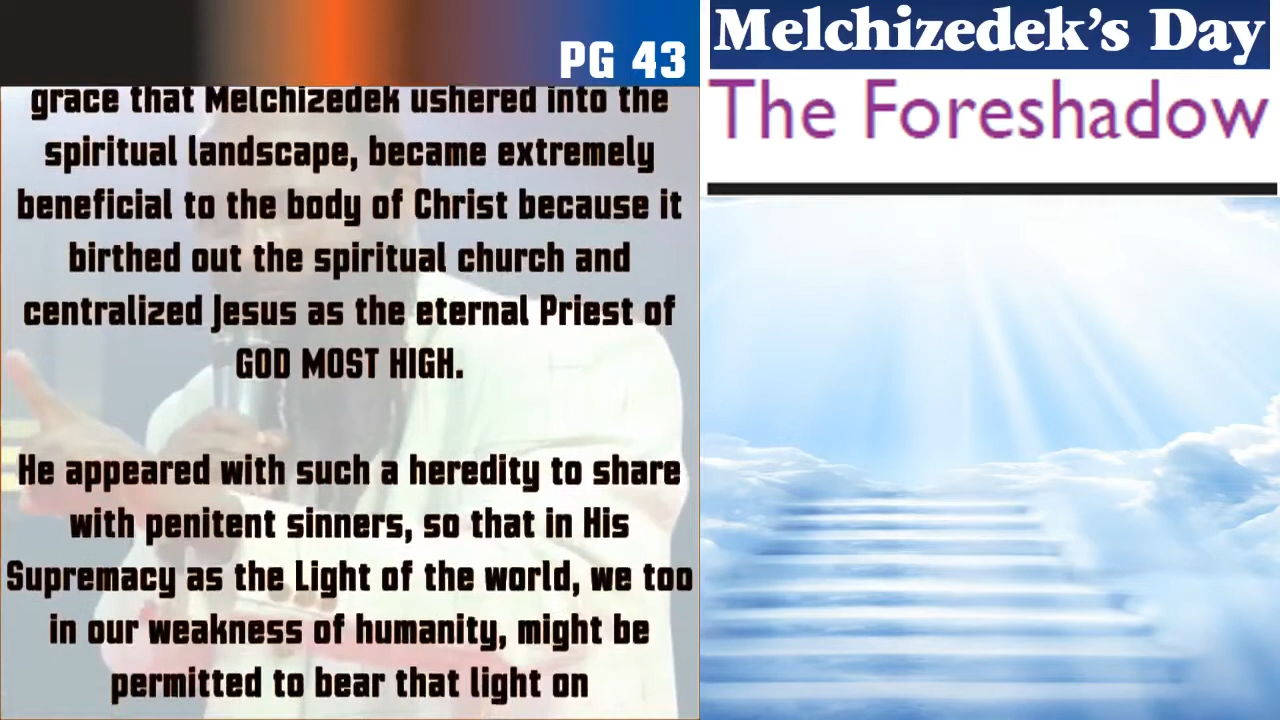 PG 43
grace that Melchizedek ushered into the
spiritual landscape, became extremely
beneficial to the body of Christ because it
birthed out the spiritual church and
centralized Jesus as the eternal Priest of
GOD MOST HIGH.
He appeared with such a heredity to share
with penitent sinners, so that in His
Supremacy as the Light of the world, we too
in our weakness of humanity, might be
permitted to bear that light on
Melchizedek's Day
The Foreshadow